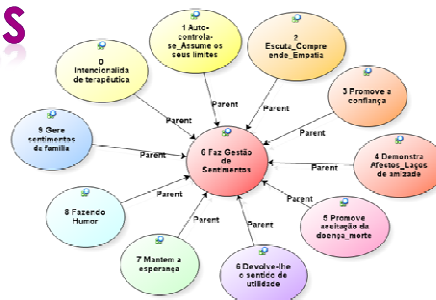 S
1 Auto-
controla-
se_Assume os
seus limites
2
Escuta_Compre
ende_Empatia
0
Intencionalida
de terapêutica
3 Promove a
confiança
Parent
Parent
Parent
Parent
9 Gere
sentimentos
da família
Parent
0 Faz Gestão
de
Sentimentos
Parent
4 Demonstra
Afectos_Laços
de amizade
Parent
Parent
8 Fazendo
Humor
Parent
Parent
5 Promove
aceitação da
doença_morte
7 Mantem a
esperança
6 Devolve-lhe
o sentido de
utilidade